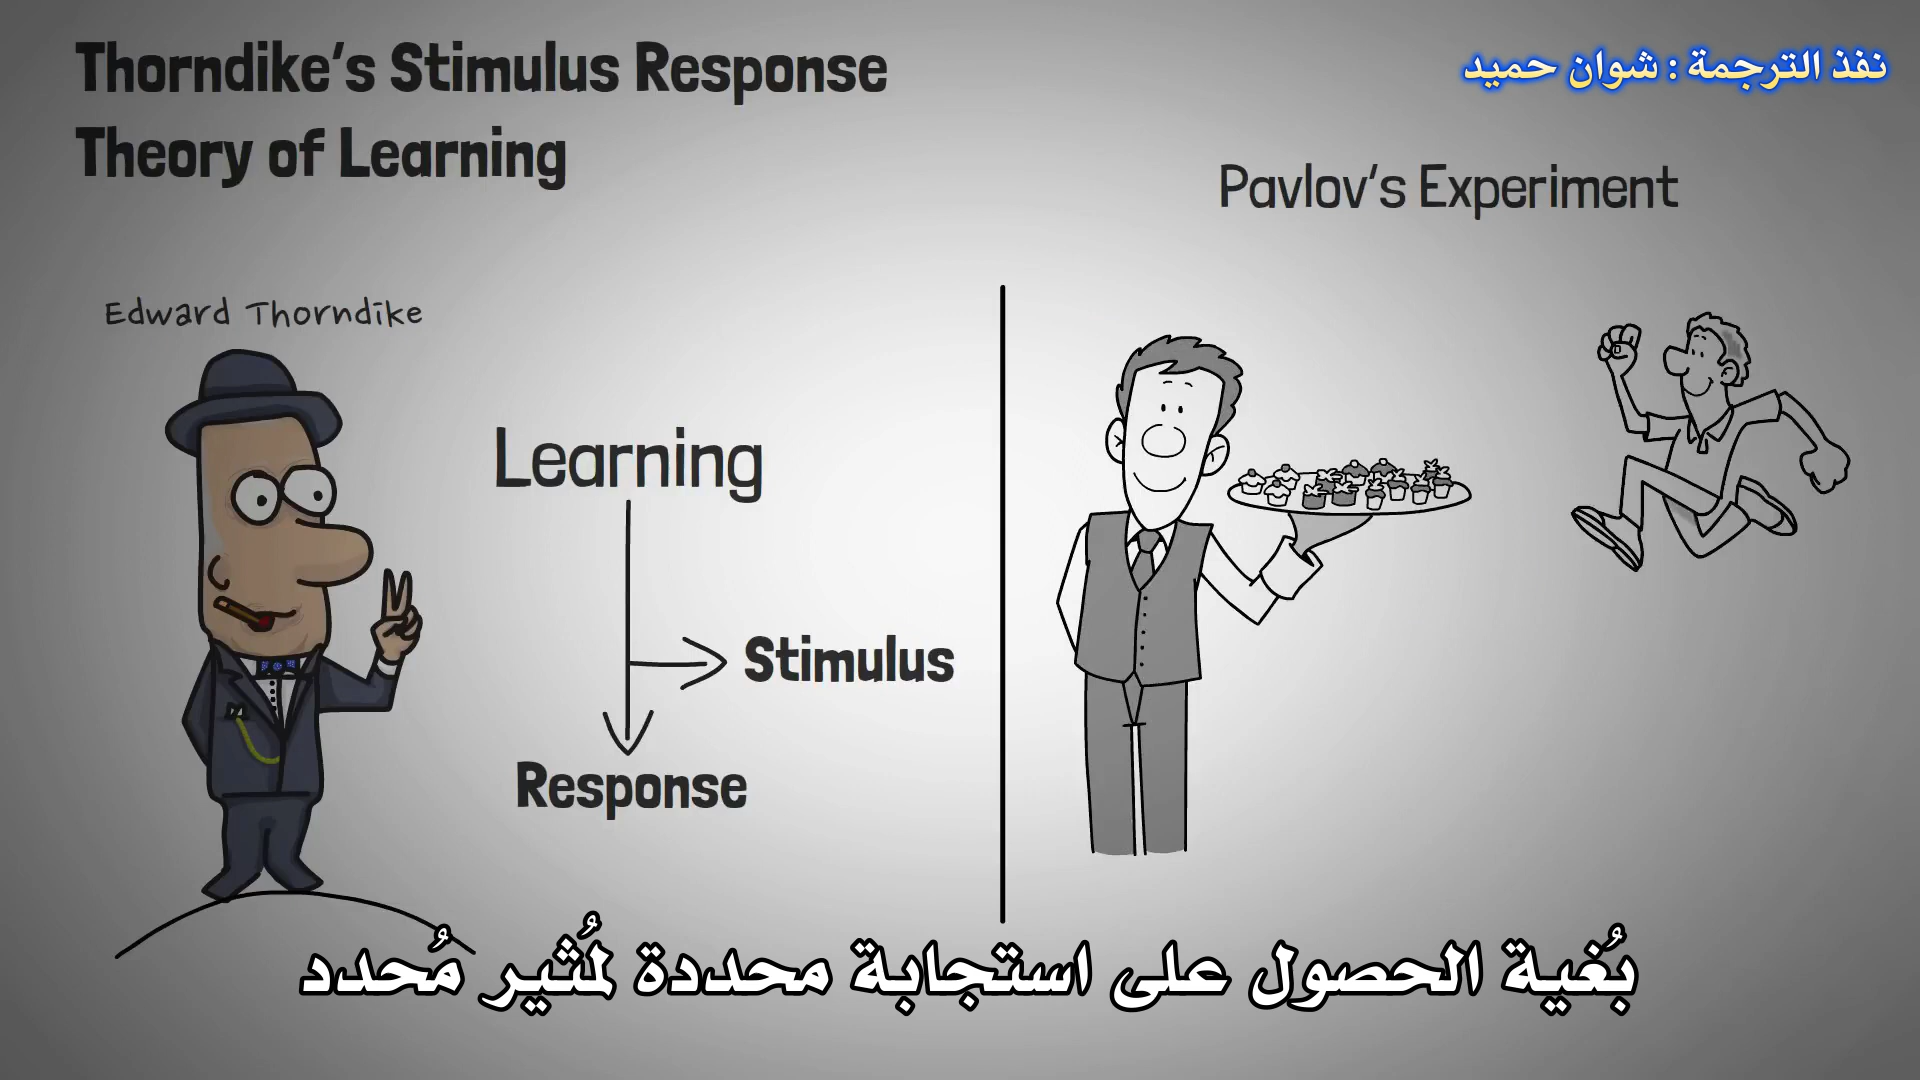 Thorndike's Stimulus Response
Theory of Learning
نفذ الترجمة : شوان حميد
Pavlov's Experiment
Edward Thorndike
Learning
Stimulus
Response
بُغية الحصول على استجابة محددة لمُثير مُحدد